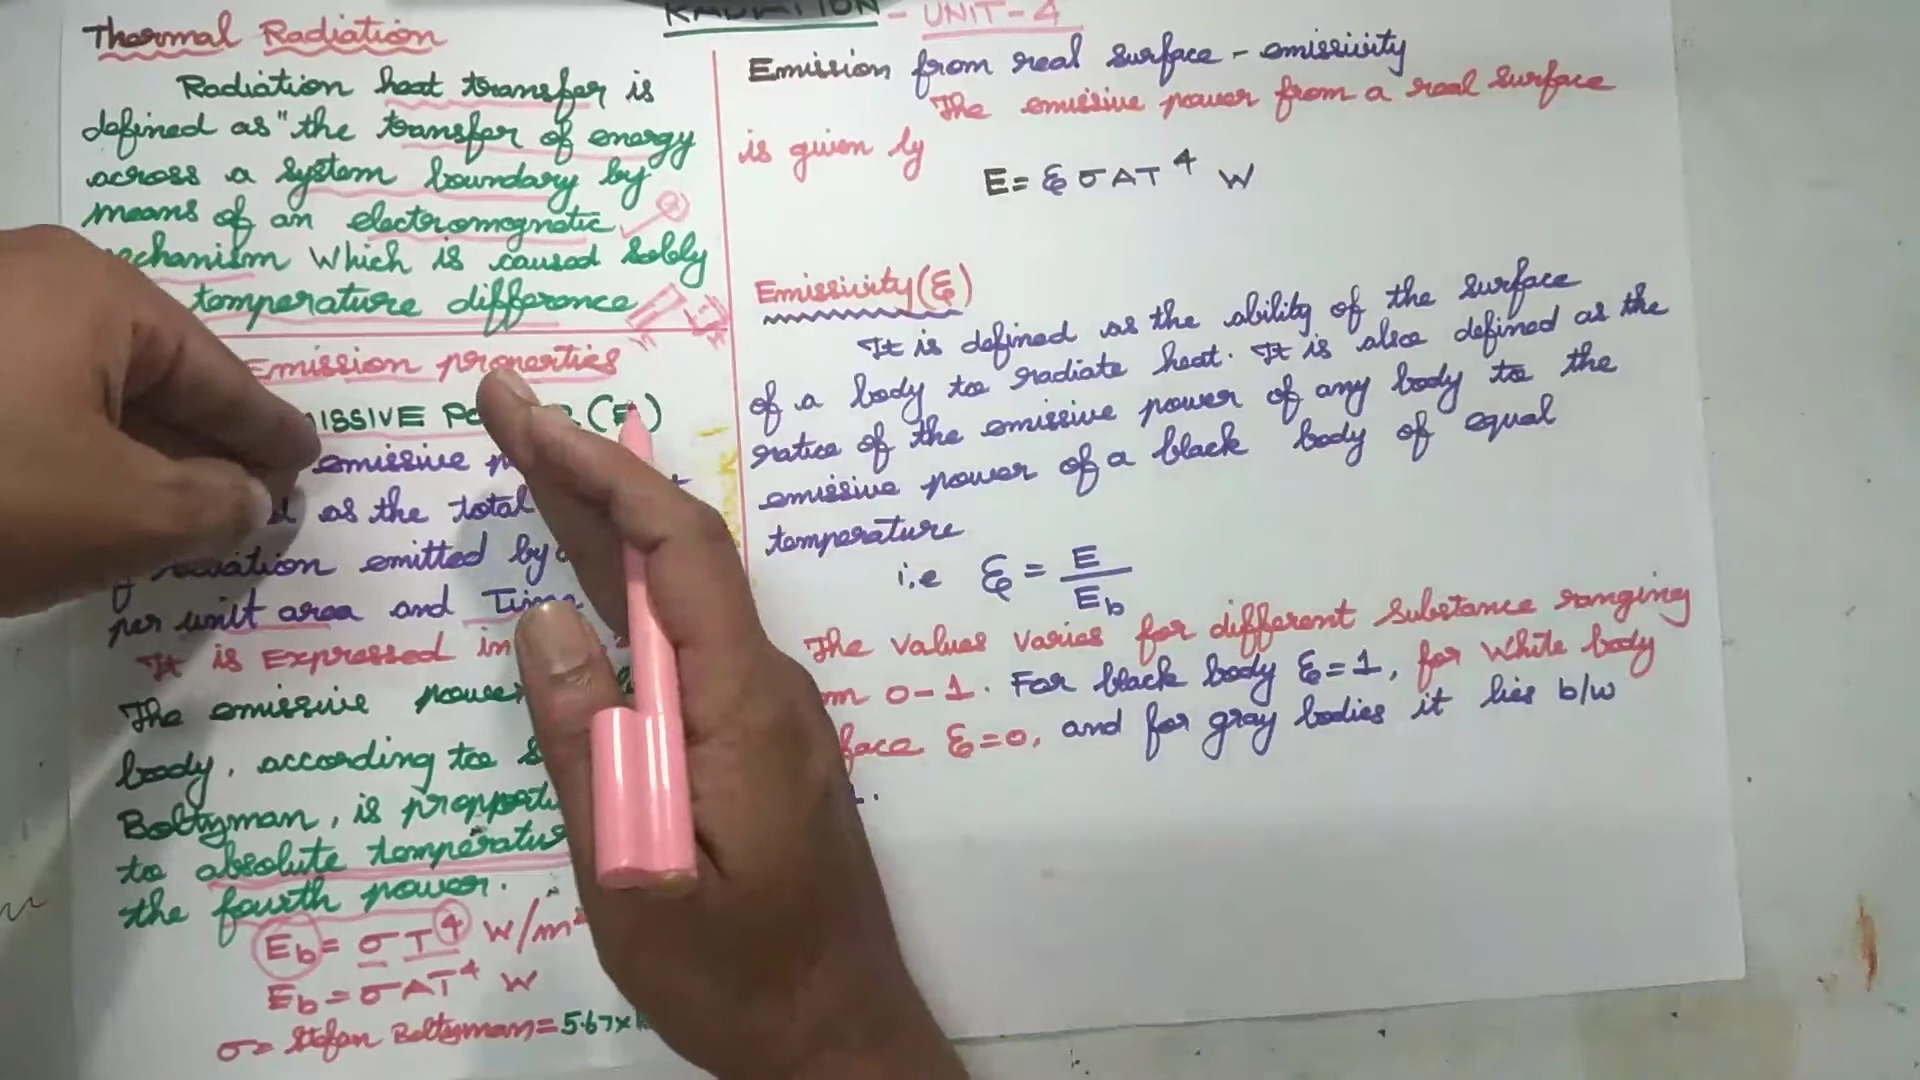 RADIATION - UNIT-4
Thermal Radiation
Radiation heat transfer is
defined as "the transfer of energy
across a system boundary by
means of an electromagnetic
mechanism which is caused solely
temperature difference
Emission properties
EMISSIVE (E
emissive
as the total
radiation emitted by
per unit area and Time
It is Expressed in
The emissive power
body, according to
Boltzman, is
to absolute
the fourth power.
Eb = σT⁴ W/m²
Eb = σAT⁴ W
σ = Stefan Boltzman = 5.67×
Emission from real surface - emissivity
The emissive power from a real surface
is given by
E = ε σAT⁴ W
Emissivity (ε)
It is defined as the ability of the surface
of a body to radiate heat. It is also defined as the
ratio of the emissive power of any body to the
emissive power of a black body of equal
temperature
i.e ε = E / Eb
The values varies for different substance ranging
0-1. For black body ε=1, for white body
ε=0, and for gray bodies it lies b/w